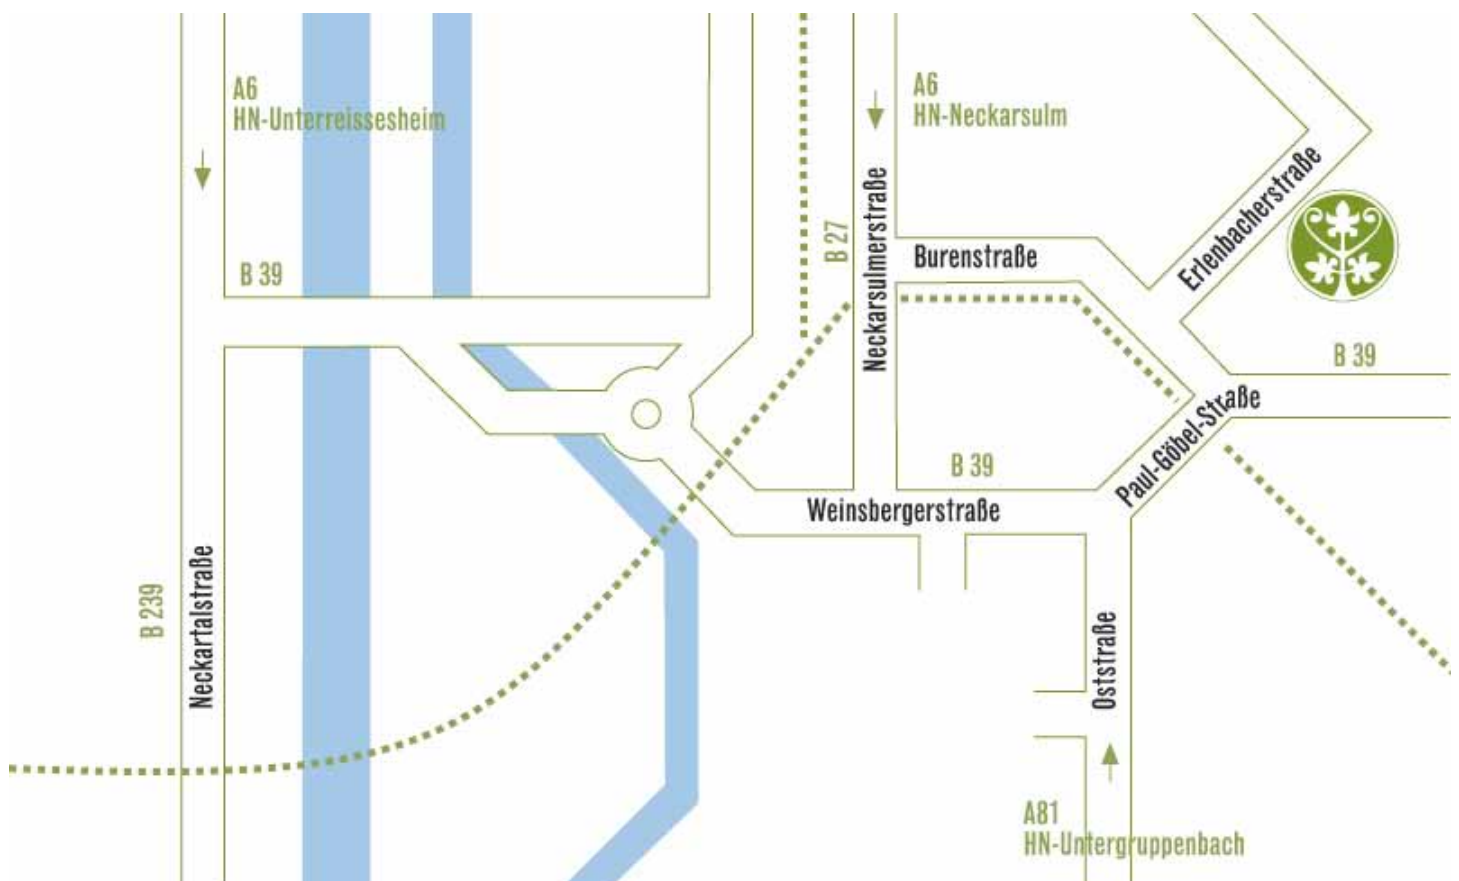 A6
HN-Unterreissesheim
A6
HN-Neckarsulm
Erlenbacherstraße
Neckarsulmerstraße
B 27
Burenstraße
B 39
B 39
Paul-Göbel-Straße
B 39
Weinsbergerstraße
B 239
Neckartalstraße
Oststraße
A81
HN-Untergruppenbach